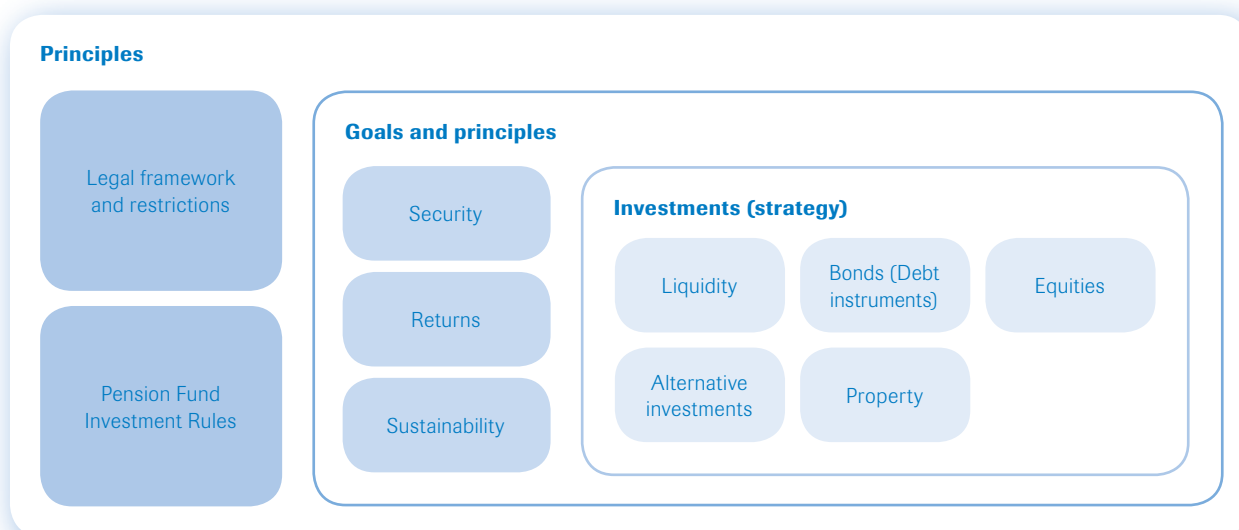 Principles
Legal framework
and restrictions
Pension Fund
Investment Rules
Goals and principles
Security
Returns
Sustainability
Investments (strategy)
Liquidity
Bonds (Debt
instruments)
Equities
Alternative
investments
Property